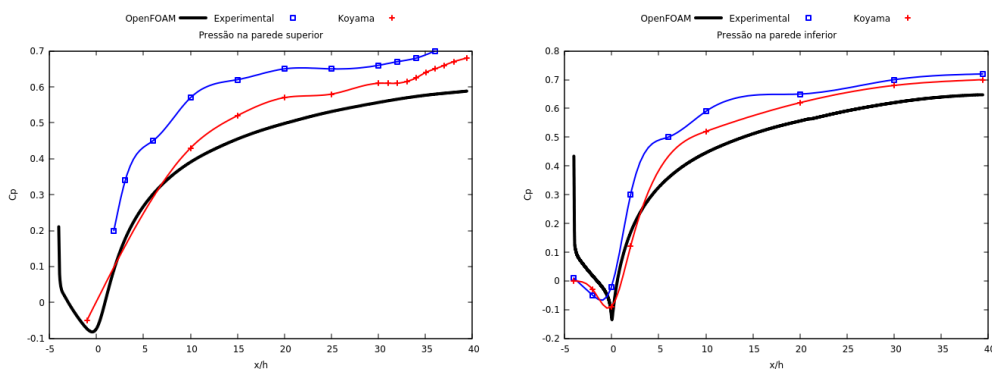 OpenFOAM Experimental Koyama
Pressão na parede superior
0.7
0.6
0.5
0.4
0.3
0.2
0.1
0
-0.1
Cp
-5 0 5 10 15 20 25 30 35 40
x/h
OpenFOAM Experimental Koyama
Pressão na parede inferior
0.8
0.7
0.6
0.5
0.4
0.3
0.2
0.1
0
-0.1
-0.2
Cp
-5 0 5 10 15 20 25 30 35 40
x/h